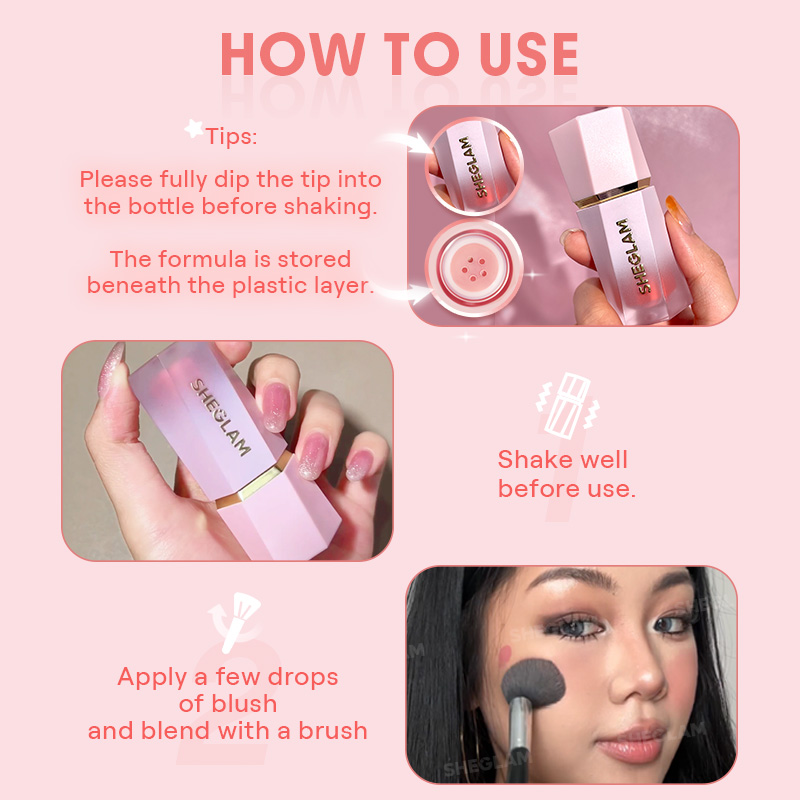 HOW TO USE
Tips:
Please fully dip the tip into
the bottle before shaking.
The formula is stored
beneath the plastic layer.
SHEGLAM
SHEGLAM
SHEGLAM
1
Shake well
before use.
2
Apply a few drops
of blush
and blend with a brush
SHEGLAM